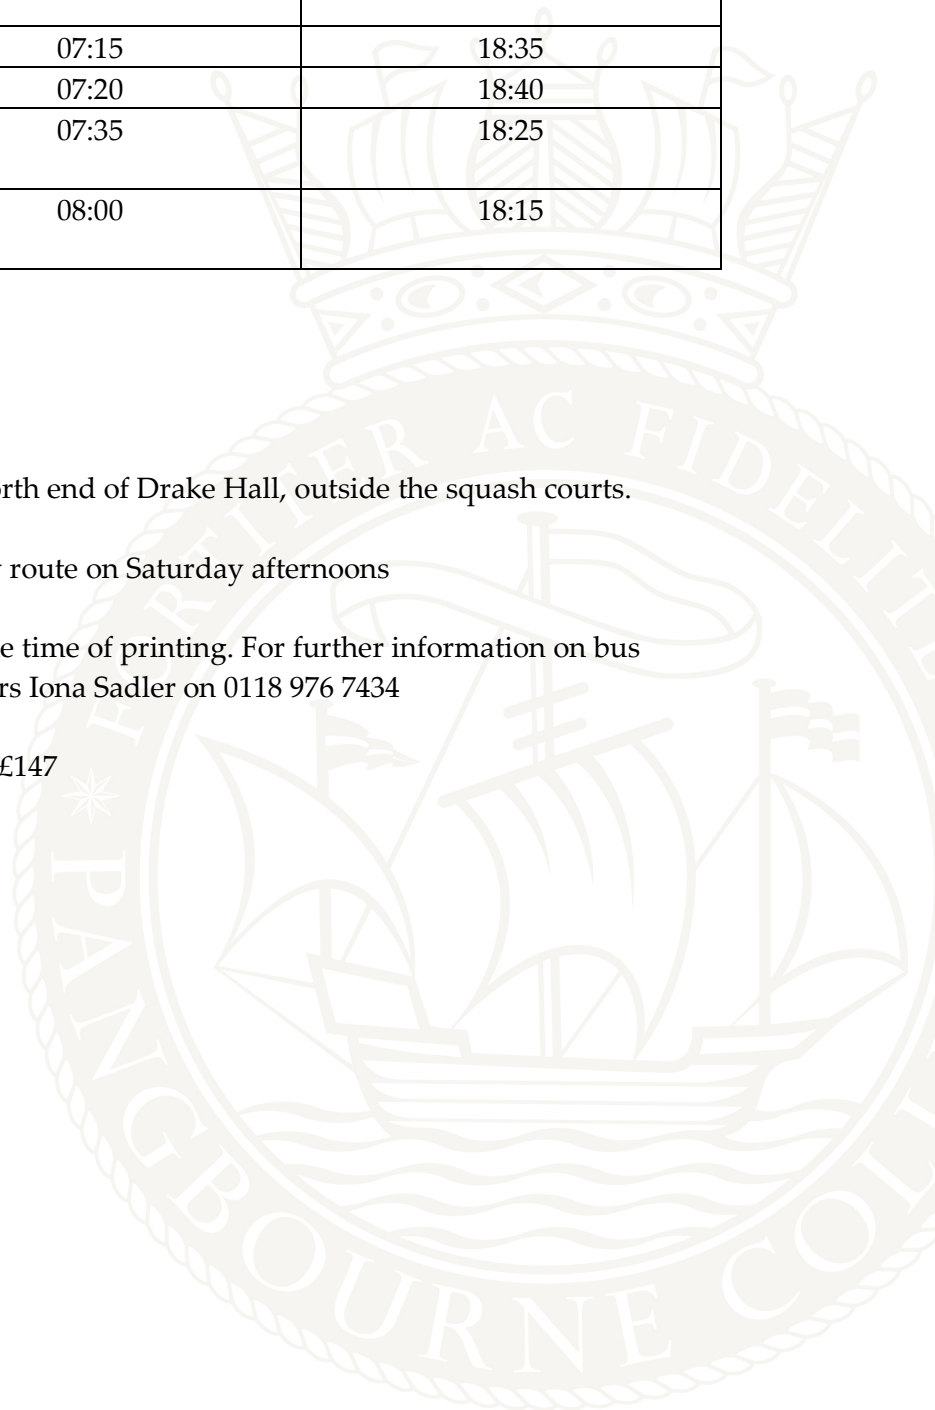 07:15 18:35
07:20 18:40
07:35 18:25
08:00 18:15
orth end of Drake Hall, outside the squash courts.
route on Saturday afternoons
e time of printing. For further information on bus
rs Iona Sadler on 0118 976 7434
£147
FORTITER AC FIDELITE
PANGBOURNE COLL